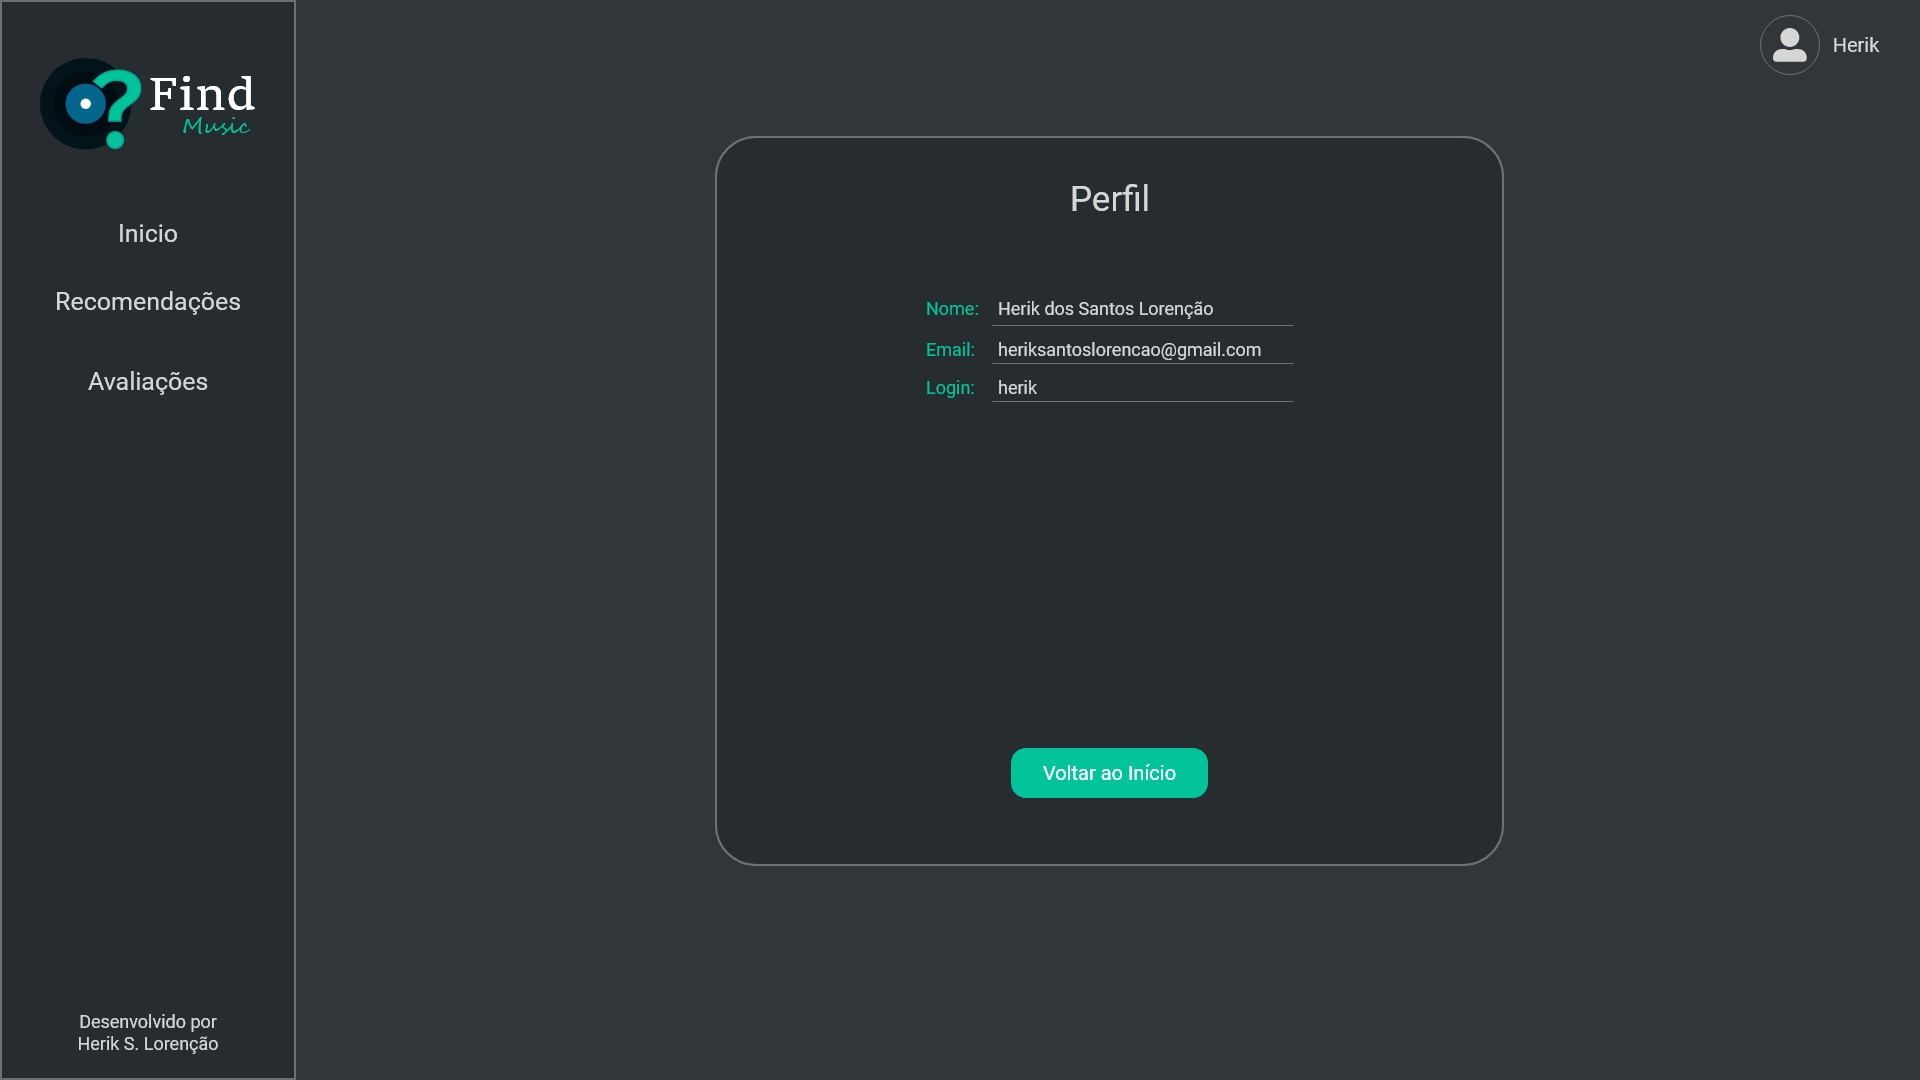 Find
Music
Inicio
Recomendações
Avaliações
Desenvolvido por
Herik S. Lorenção
Herik
Perfil
Nome: Herik dos Santos Lorenção
Email: heriksantoslorencao@gmail.com
Login: herik
Voltar ao Início